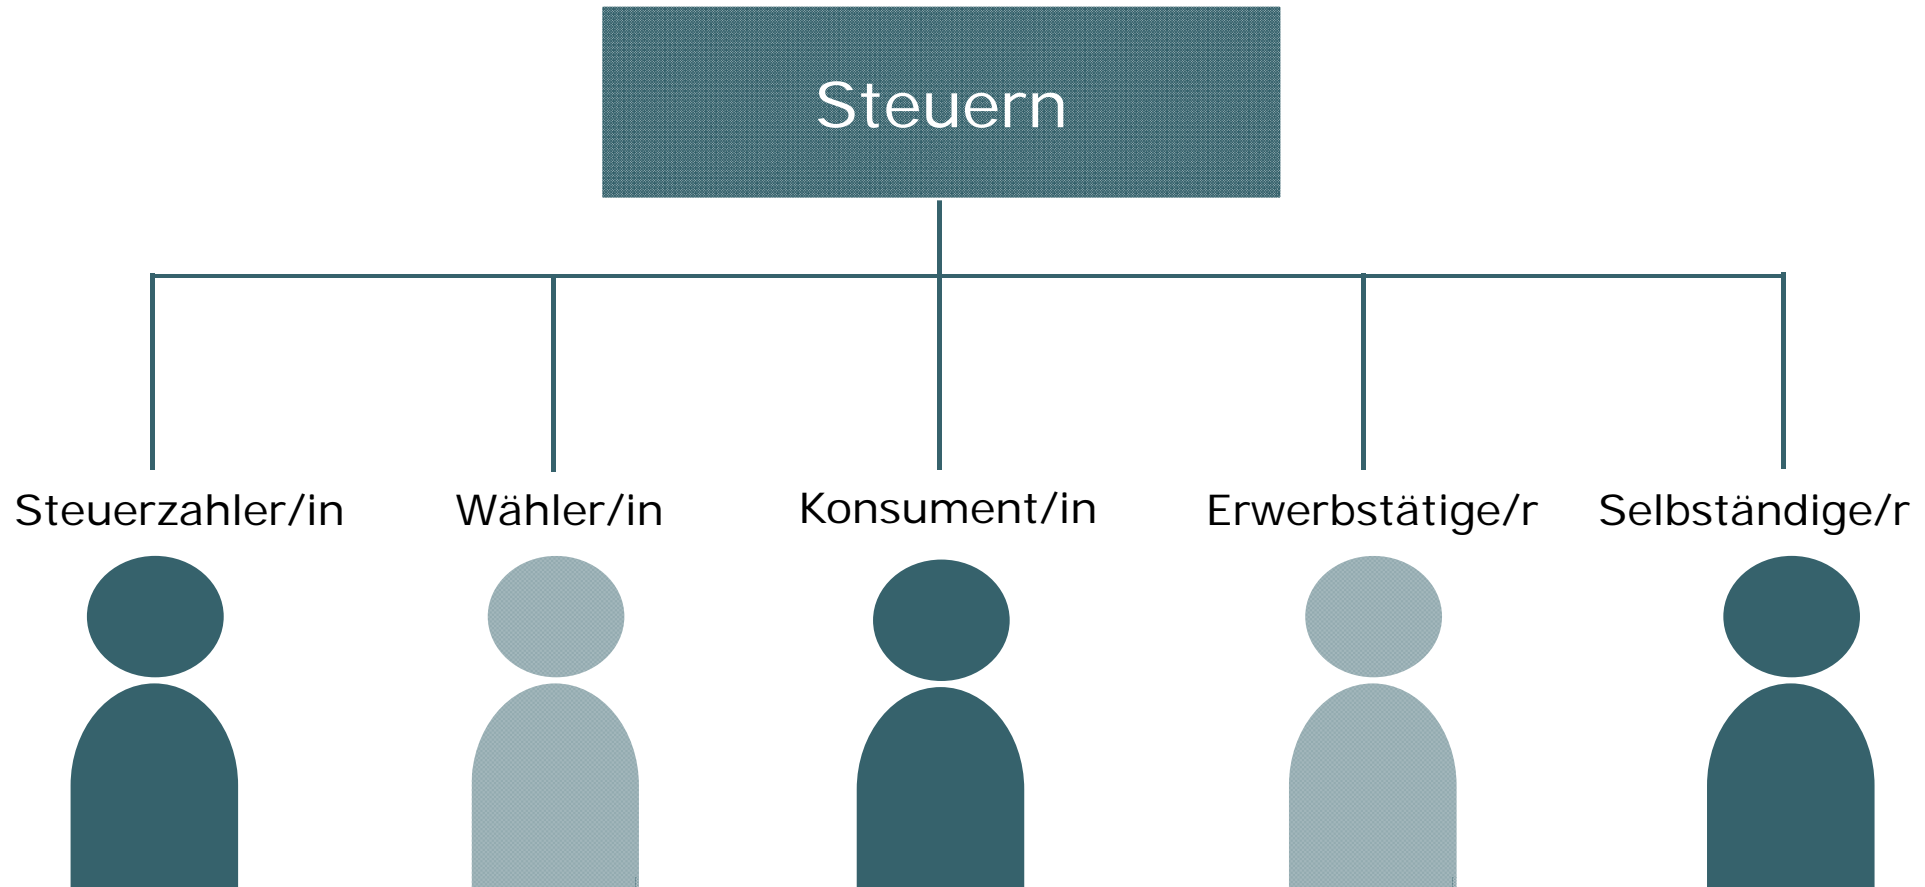 Steuern
Steuerzahler/in
Wähler/in
Konsument/in
Erwerbstätige/r
Selbständige/r